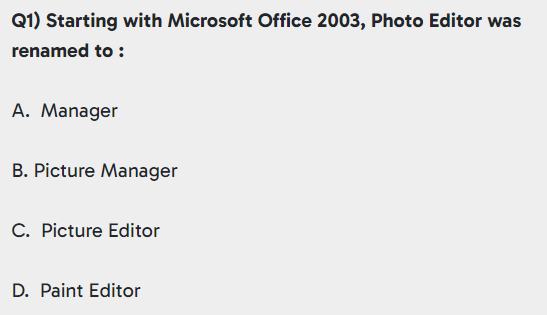 Q1) Starting with Microsoft Office 2003, Photo Editor was
renamed to :
A. Manager
B. Picture Manager
C. Picture Editor
D. Paint Editor